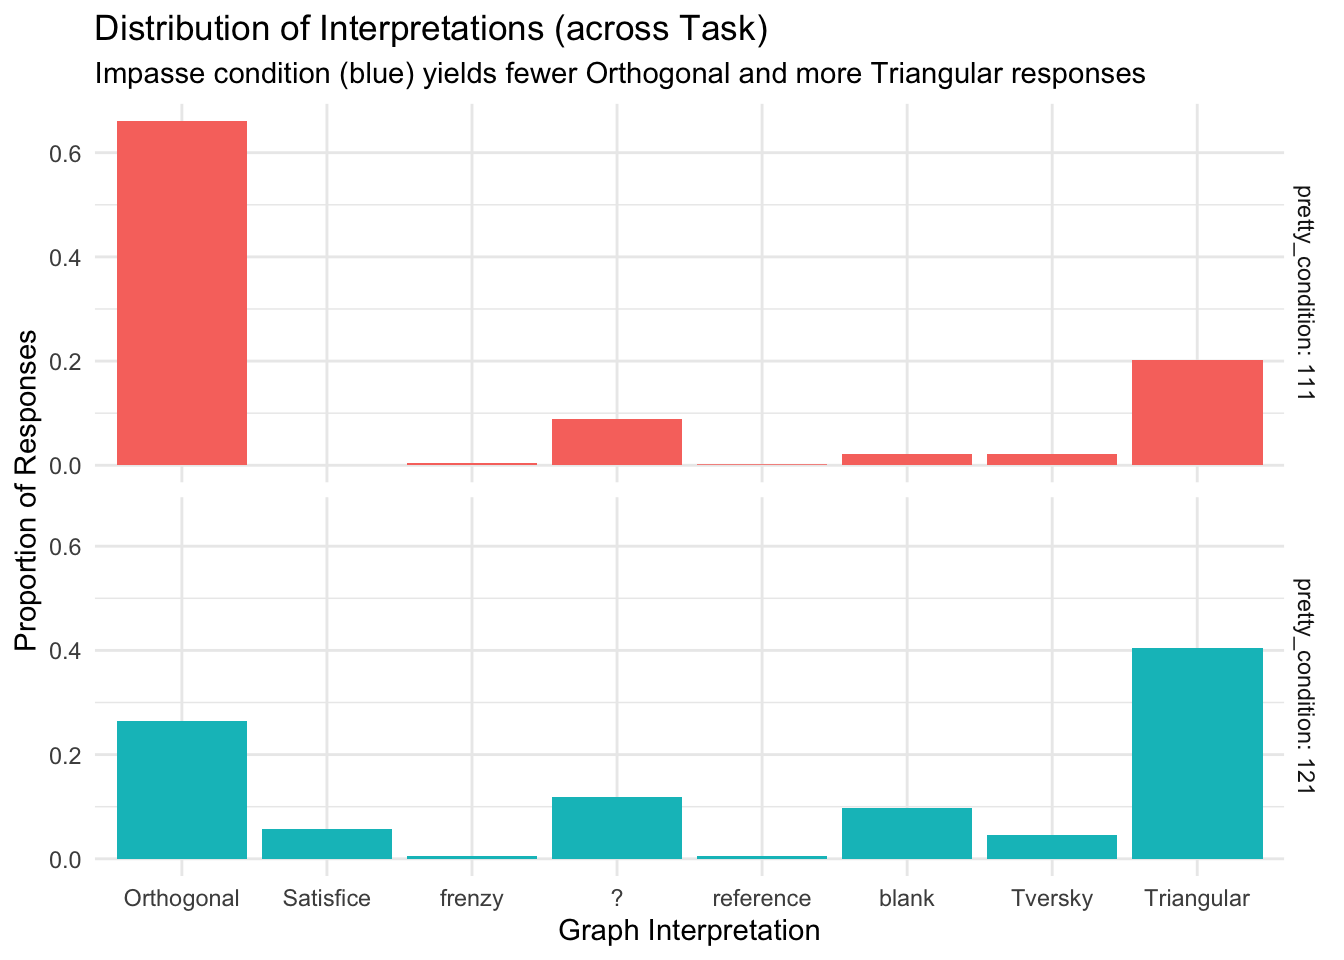 Distribution of Interpretations (across Task)
Impasse condition (blue) yields fewer Orthogonal and more Triangular responses
Proportion of Responses
0.6
0.4
0.2
0.0
pretty_condition: 111
0.6
0.4
0.2
0.0
pretty_condition: 121
Orthogonal Satisfice frenzy ? reference blank Tversky Triangular
Graph Interpretation